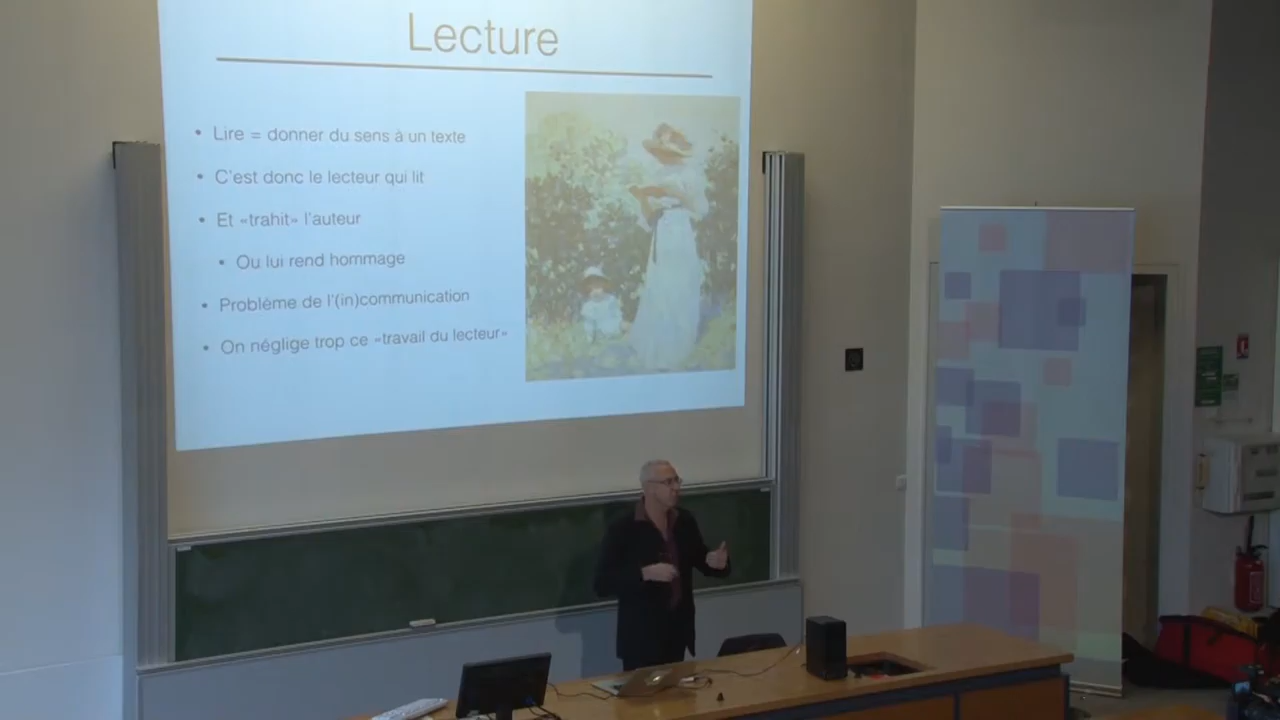 Lecture
• Lire = donner du sens à un texte
• C'est donc le lecteur qui lit
• Et «trahit» l'auteur
• Ou lui rend hommage
• Problème de l'(in)communication
• On néglige trop ce «travail du lecteur»